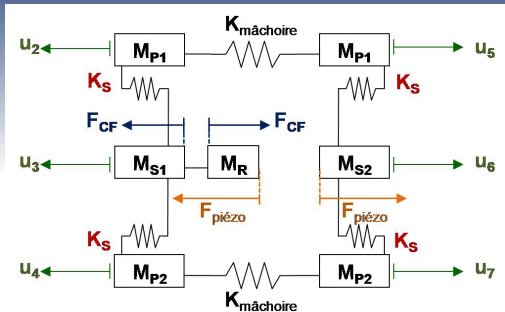 K mâchoire
u2 MP1 MP1 u5
KS KS
FCF FCF
u3 MS1 MR MS2 u6
Fpiézo Fpiézo
KS KS
u4 MP2 MP2 u7
Kmâchoire